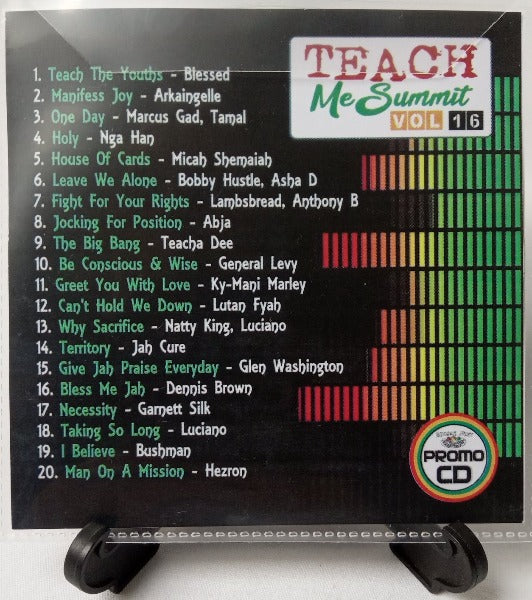 TEACH
Me Summit
VOL 16
1. Teach The Youths - Blessed
2. Manifess Joy - Arkaingelle
3. One Day - Marcus Gad, Tamal
4. Holy - Nga Han
5. House Of Cards - Micah Shemaiah
6. Leave We Alone - Bobby Hustle, Asha D
7. Fight For Your Rights - Lambsbread, Anthony B
8. Jocking For Position - Abja
9. The Big Bang - Teacha Dee
10. Be Conscious & Wise - General Levy
11. Greet You With Love - Ky-Mani Marley
12. Can't Hold We Down - Lutan Fyah
13. Why Sacrifice - Natty King, Luciano
14. Territory - Jah Cure
15. Give Jah Praise Everyday - Glen Washington
16. Bless Me Jah - Dennis Brown
17. Necessity - Garnett Silk
18. Taking So Long - Luciano
19. I Believe - Bushman
20. Man On A Mission - Hezron
PROMO
CD